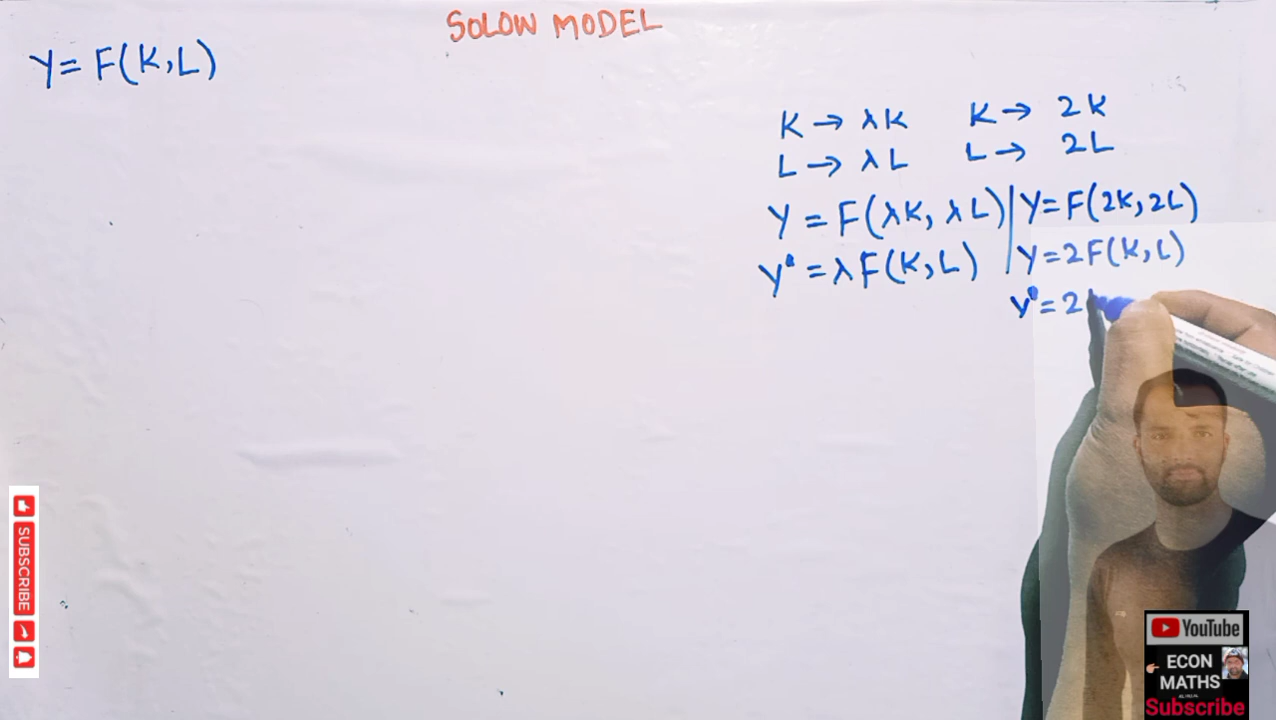 SOLOW MODEL
Y = F(K,L)
K → λK K → 2K
L → λL L → 2L
Y = F(λK, λL) | Y = F(2K, 2L)
Y = λF(K, L) | Y = 2F(K, L)
Y = 2
SUBSCRIBE
YouTube
ECON
MATHS
Subscribe